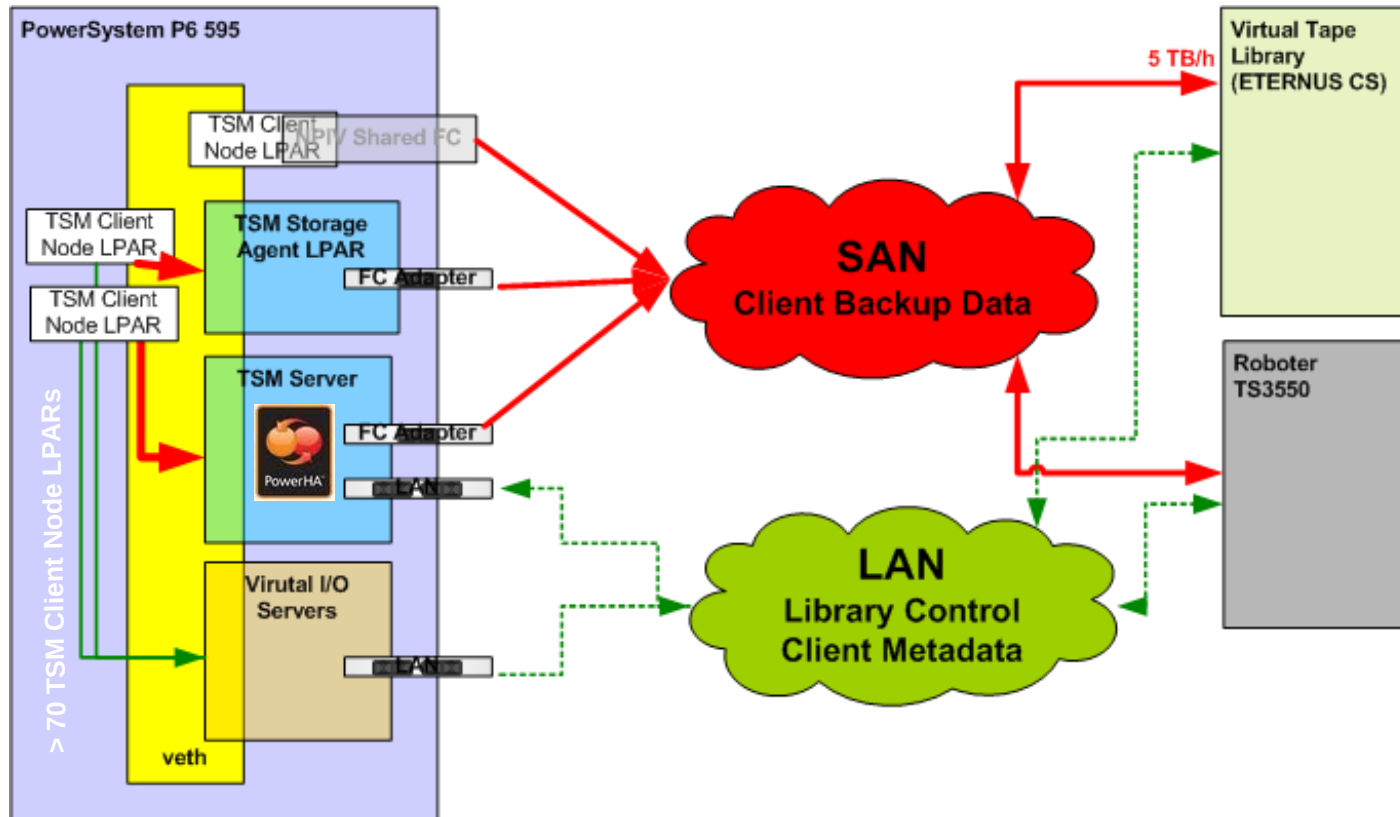 PowerSystem P6 595
TSM Client
Node LPAR
NPIV Shared FC
TSM Client
Node LPAR
TSM Client
Node LPAR
TSM Storage
Agent LPAR
FC Adapter
TSM Server
PowerHA
FC Adapter
LAN
Virutal I/O
Servers
LAN
veth
> 70 TSM Client Node LPARs
SAN
Client Backup Data
LAN
Library Control
Client Metadata
5 TB/h
Virtual Tape
Library
(ETERNUS CS)
Roboter
TS3550